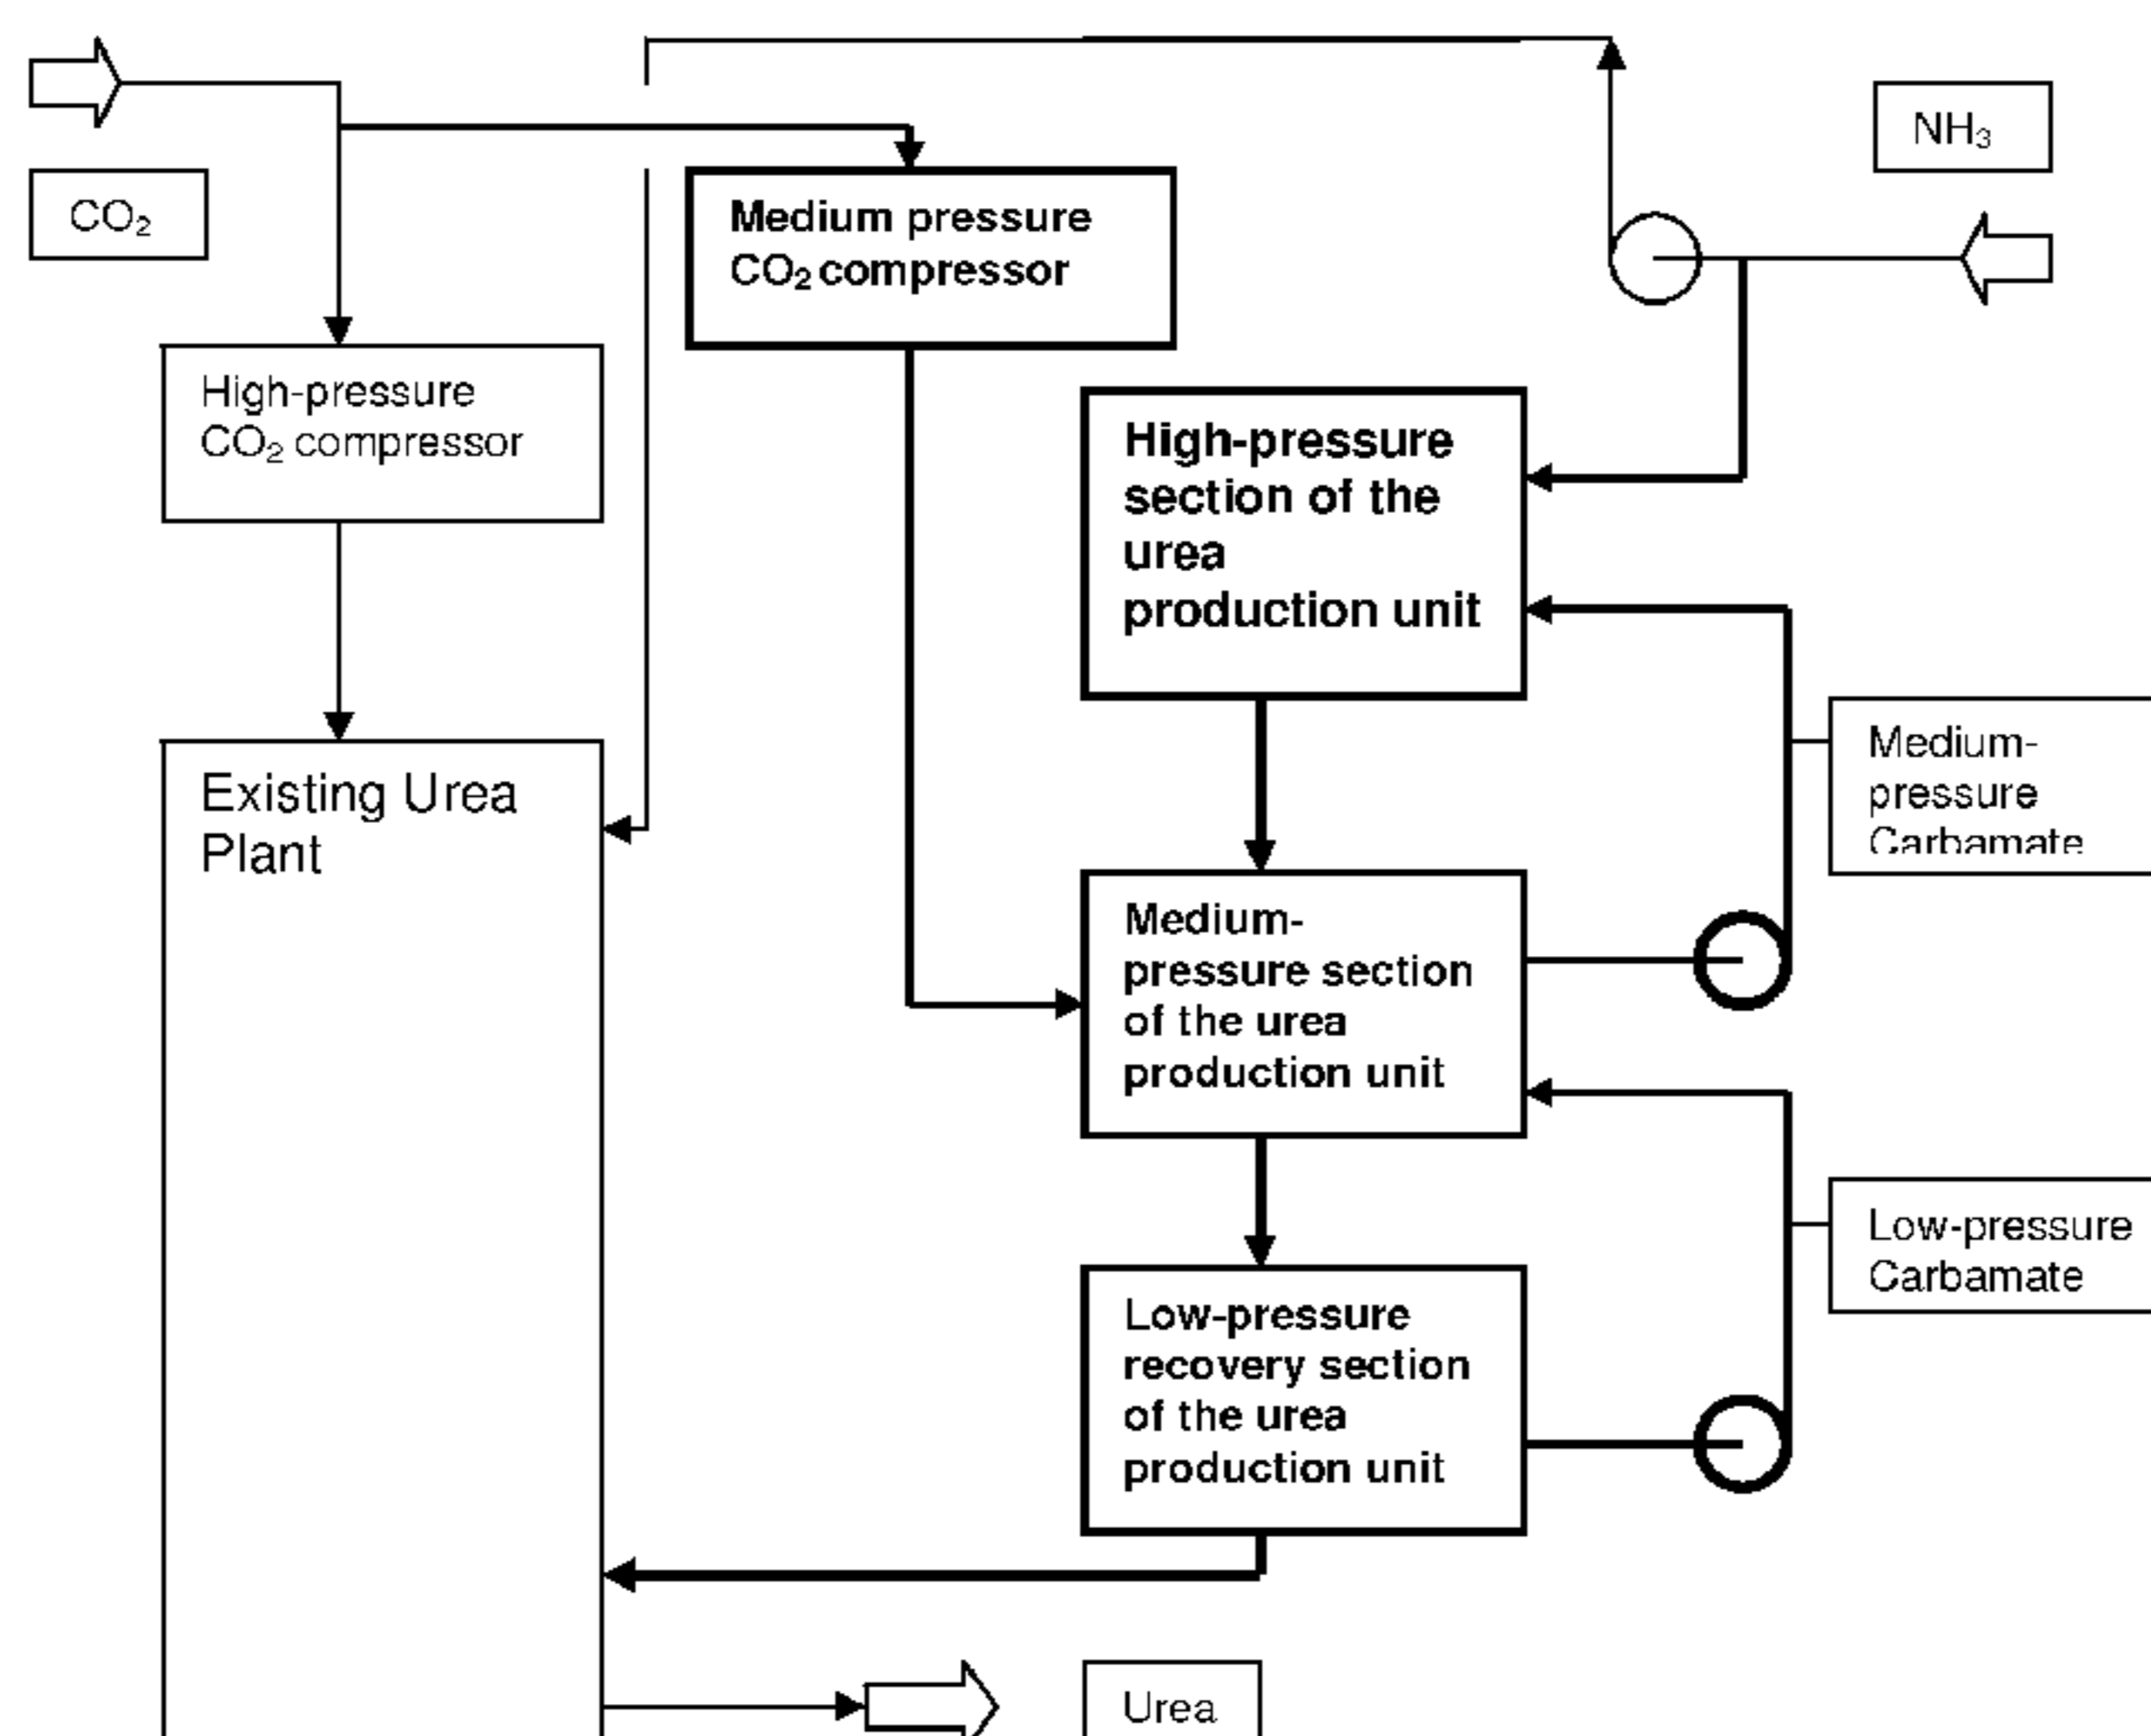 NH₃
CO₂
Medium pressure
CO₂ compressor
High-pressure
CO₂ compressor
High-pressure
section of the
urea
production unit
Medium-
pressure
Carbamate
Existing Urea
Plant
Medium-
pressure section
of the urea
production unit
Low-pressure
Carbamate
Low-pressure
recovery section
of the urea
production unit
Urea